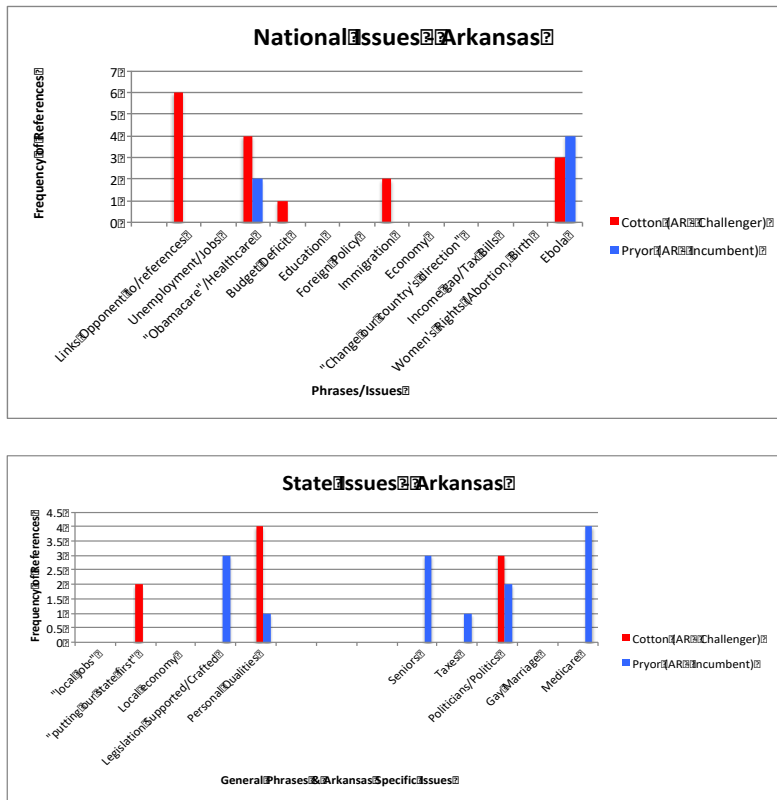 National Issues - Arkansas
Frequency of References
7
6
5
4
3
2
1
0
Links Opponent to/references
Unemployment/Jobs
"Obamacare"/Healthcare
Budget Deficit
Education
Foreign Policy
Immigration
Economy
"Change our country's direction"
Income gap/Tax Bills
Women's Rights (Abortion, Birth
Ebola
Phrases/Issues
Cotton (AR - Challenger)
Pryor (AR - Incumbent)
State Issues - Arkansas
Frequency of References
4.5
4
3.5
3
2.5
2
1.5
1
0.5
0
"local jobs"
"putting our state first"
Local economy
Legislation Supported/Crafted
Personal Qualities
Seniors
Taxes
Politicians/Politics
Gay Marriage
Medicare
General Phrases & Arkansas Specific Issues
Cotton (AR - Challenger)
Pryor (AR - Incumbent)